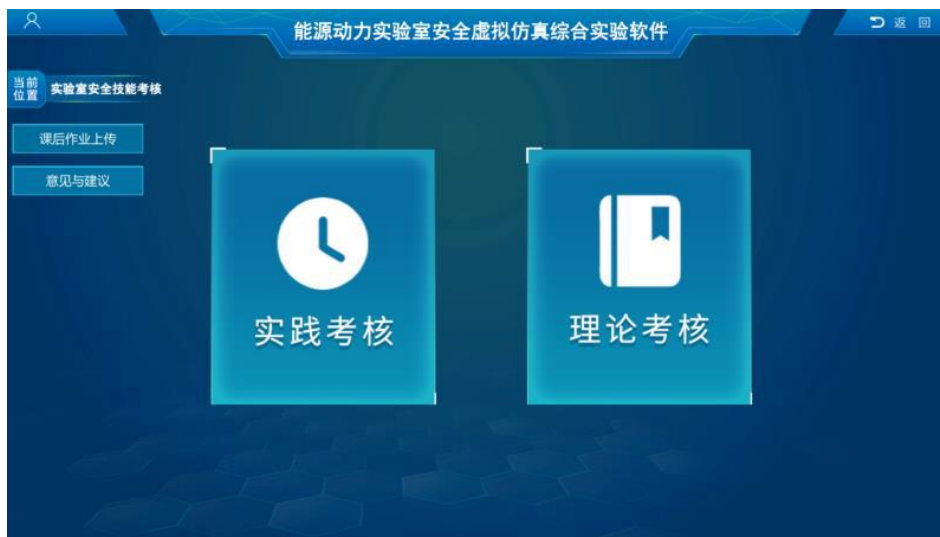 能源动力实验室安全虚拟仿真综合实验软件
返 回
当前位置
实验室安全技能考核
课后作业上传
意见与建议
实践考核
理论考核